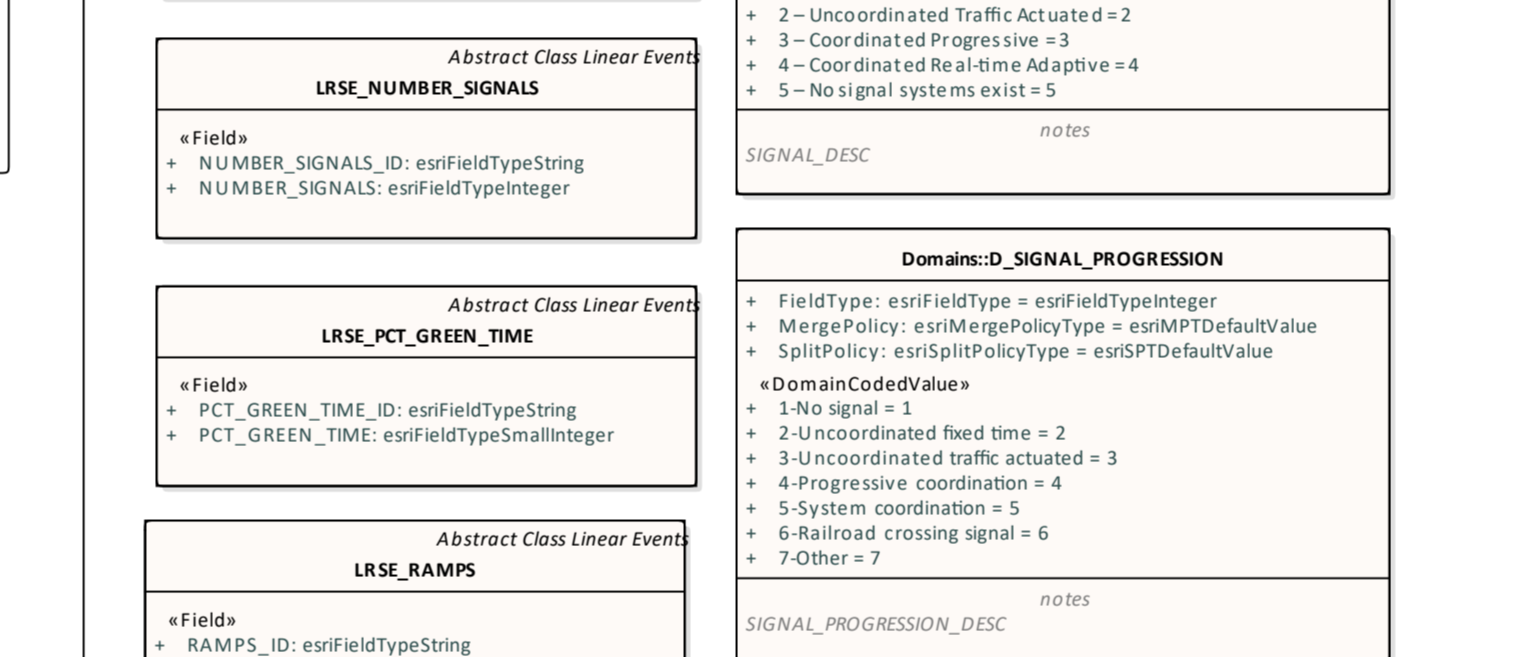 Abstract Class Linear Events
LRSE_NUMBER_SIGNALS
«Field»
+ NUMBER_SIGNALS_ID: esriFieldTypeString
+ NUMBER_SIGNALS: esriFieldTypeInteger
Abstract Class Linear Events
LRSE_PCT_GREEN_TIME
«Field»
+ PCT_GREEN_TIME_ID: esriFieldTypeString
+ PCT_GREEN_TIME: esriFieldTypeSmallInteger
Abstract Class Linear Events
LRSE_RAMPS
«Field»
+ RAMPS_ID: esriFieldTypeString
+ 2 – Uncoordinated Traffic Actuated = 2
+ 3 – Coordinated Progressive = 3
+ 4 – Coordinated Real-time Adaptive = 4
+ 5 – No signal systems exist = 5
notes
SIGNAL_DESC
Domains::D_SIGNAL_PROGRESSION
+ FieldType: esriFieldType = esriFieldTypeInteger
+ MergePolicy: esriMergePolicyType = esriMPTDefaultValue
+ SplitPolicy: esriSplitPolicyType = esriSPTDefaultValue
«DomainCodedValue»
+ 1-No signal = 1
+ 2-Uncoordinated fixed time = 2
+ 3-Uncoordinated traffic actuated = 3
+ 4-Progressive coordination = 4
+ 5-System coordination = 5
+ 6-Railroad crossing signal = 6
+ 7-Other = 7
notes
SIGNAL_PROGRESSION_DESC